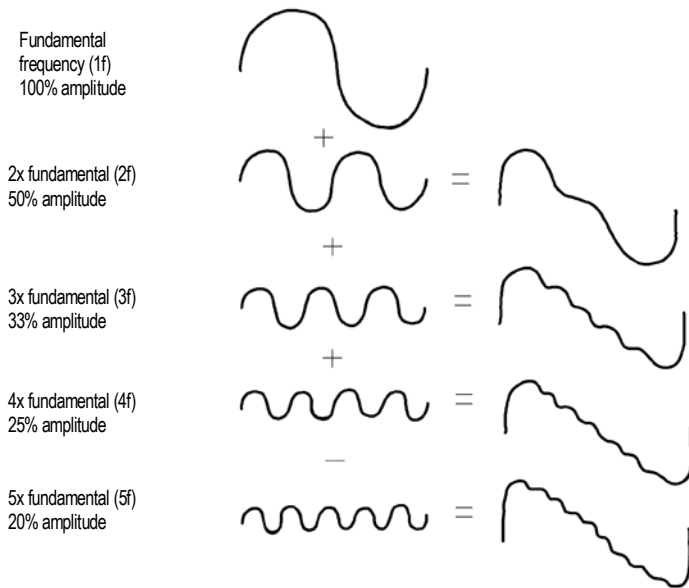 Fundamental
frequency (1f)
100% amplitude
+
2x fundamental (2f)
50% amplitude
=
+
3x fundamental (3f)
33% amplitude
=
+
4x fundamental (4f)
25% amplitude
=
—
5x fundamental (5f)
20% amplitude
=